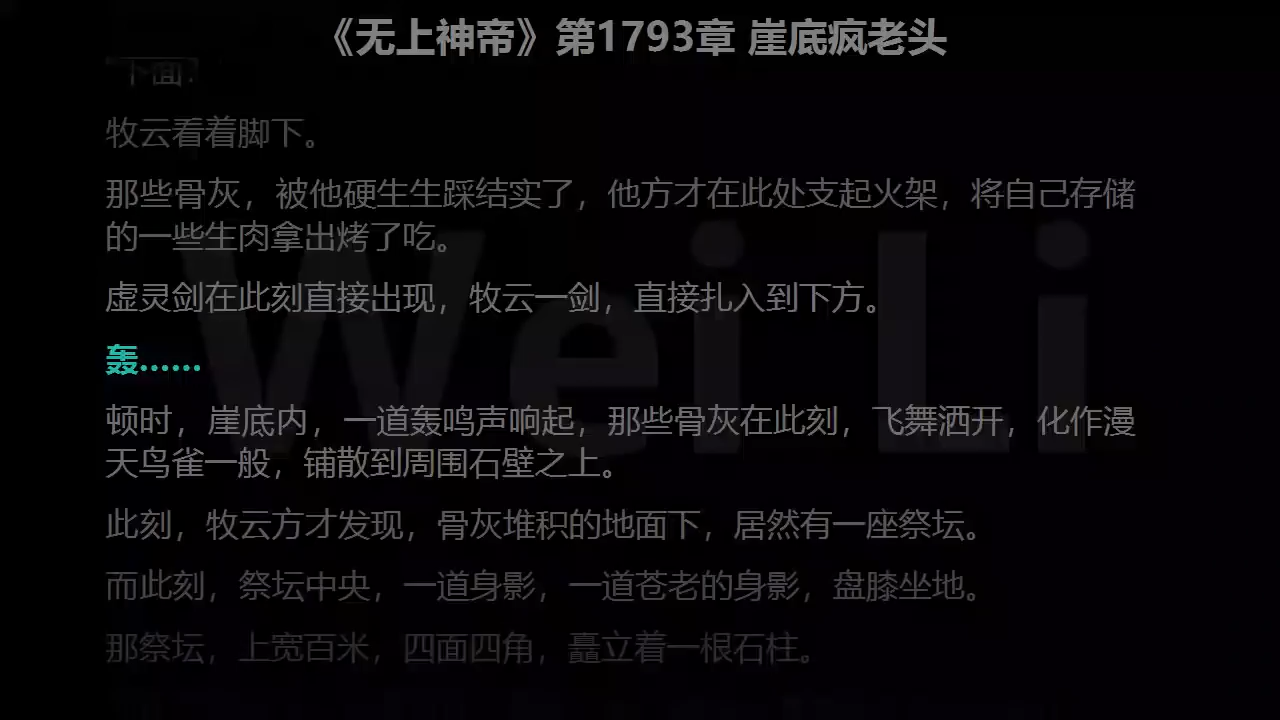 《无上神帝》第1793章 崖底疯老头
下面！
牧云看着脚下。
那些骨灰，被他硬生生踩结实了，他方才在此处支起火架，将自己存储
的一些生肉拿出烤了吃。
虚灵剑在此刻直接出现，牧云一剑，直接扎入到下方。
轰......
顿时，崖底内，一道轰鸣声响起，那些骨灰在此刻，飞舞洒开，化作漫
天鸟雀一般，铺散到周围石壁之上。
此刻，牧云方才发现，骨灰堆积的地面下，居然有一座祭坛。
而此刻，祭坛中央，一道身影，一道苍老的身影，盘膝坐地。
那祭坛，上宽百米，四面四角，矗立着一根石柱。
Wei Li